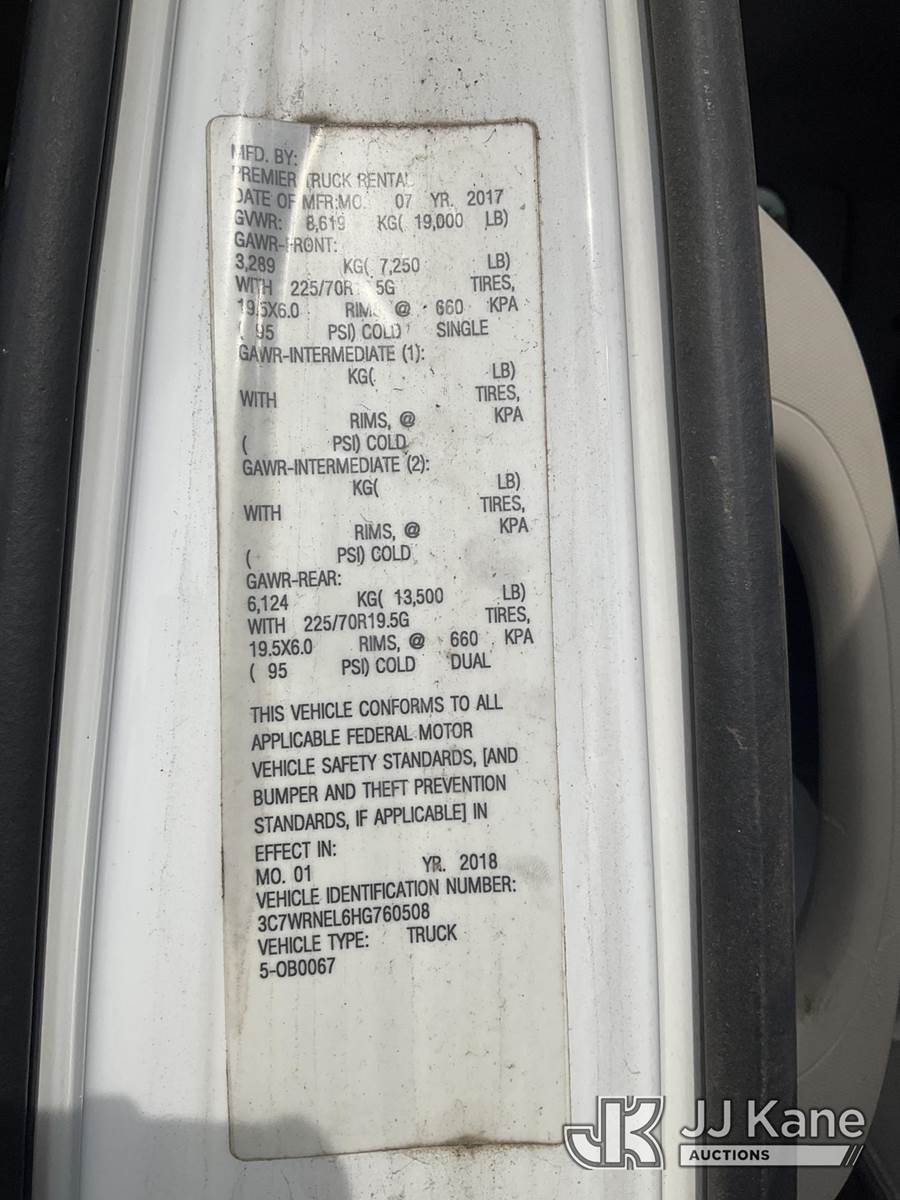 MFD. BY:
PREMIER TRUCK RENTAL
DATE OF MFR:MO. 07 YR. 2017
GVWR: 8,619 KG( 19,000 LB)
GAWR-FRONT:
3,289 KG( 7,250 LB)
WITH 225/70R 5G TIRES,
19.5X6.0 RIMS, @ 660 KPA
( 95 PSI) COLD SINGLE
GAWR-INTERMEDIATE (1):
KG( LB)
WITH TIRES,
RIMS, @ KPA
( PSI) COLD
GAWR-INTERMEDIATE (2):
KG( LB)
WITH TIRES,
RIMS, @ KPA
( PSI) COLD
GAWR-REAR:
6,124 KG( 13,500 LB)
WITH 225/70R19.5G TIRES,
19.5X6.0 RIMS, @ 660 KPA
( 95 PSI) COLD DUAL
THIS VEHICLE CONFORMS TO ALL
APPLICABLE FEDERAL MOTOR
VEHICLE SAFETY STANDARDS, [AND
BUMPER AND THEFT PREVENTION
STANDARDS, IF APPLICABLE] IN
EFFECT IN:
MO. 01 YR. 2018
VEHICLE IDENTIFICATION NUMBER:
3C7WRNEL6HG760508
VEHICLE TYPE: TRUCK
5-OB0067
JK JJ Kane
AUCTIONS